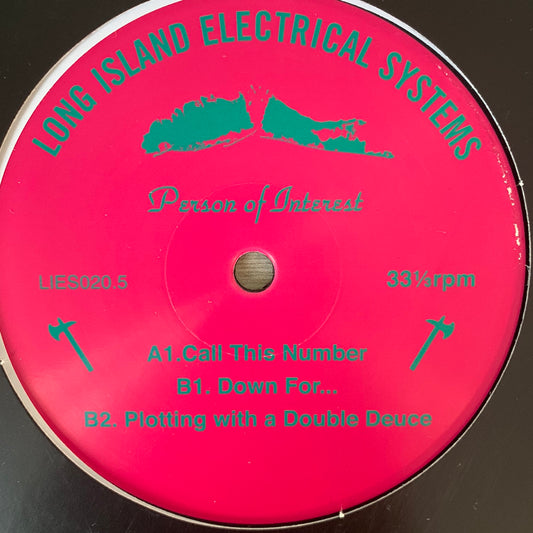 LONG ISLAND ELECTRICAL SYSTEMS
Person of Interest
LIES020.5
33⅓rpm
A1.Call This Number
B1. Down For...
B2. Plotting with a Double Deuce